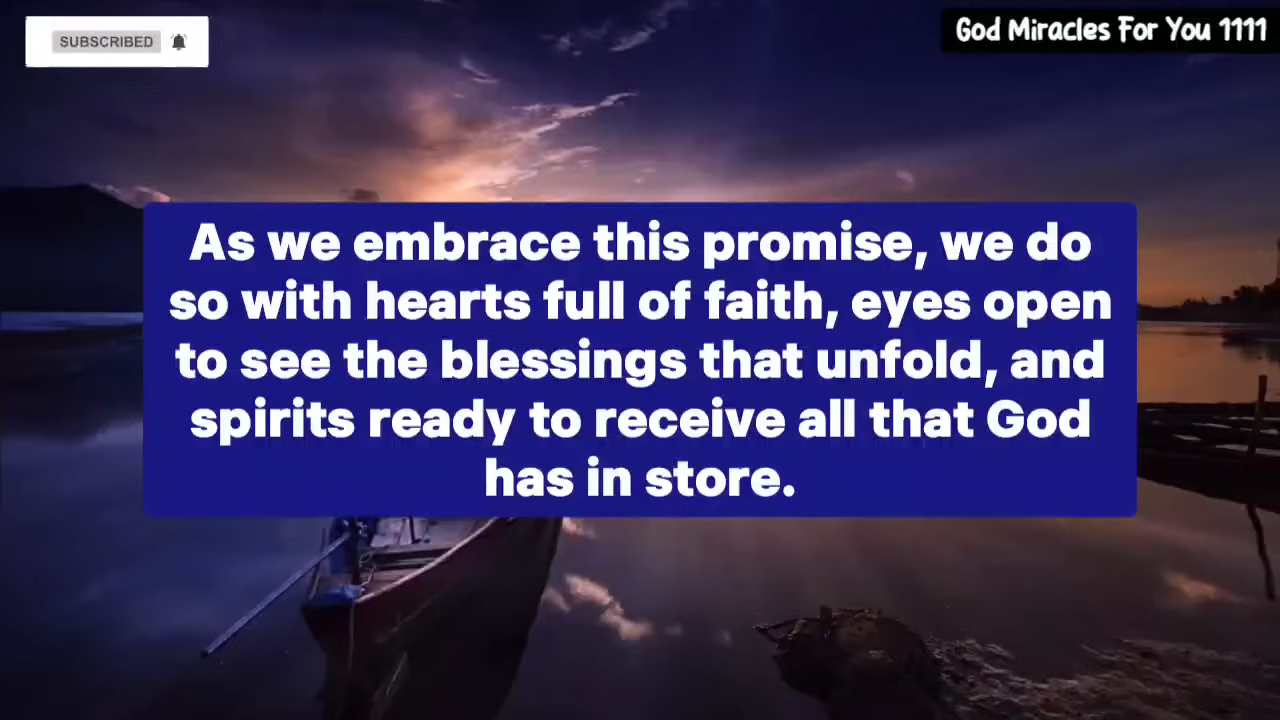 SUBSCRIBED
God Miracles For You 1111
As we embrace this promise, we do
so with hearts full of faith, eyes open
to see the blessings that unfold, and
spirits ready to receive all that God
has in store.